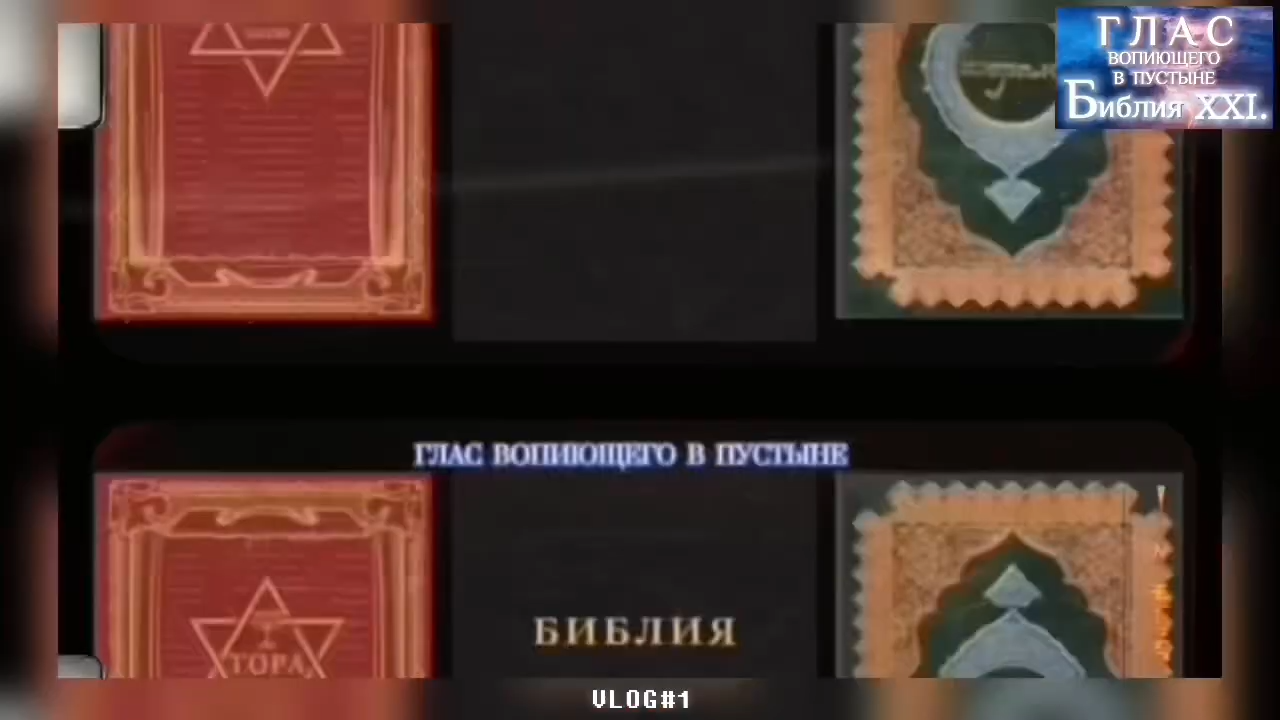 ГЛАС
ВОПИЮЩЕГО
В ПУСТЫНЕ
Библия XXI.
ГЛАС ВОПИЮЩЕГО В ПУСТЫНЕ
БИБЛИЯ
ТОРА
VLOG#1